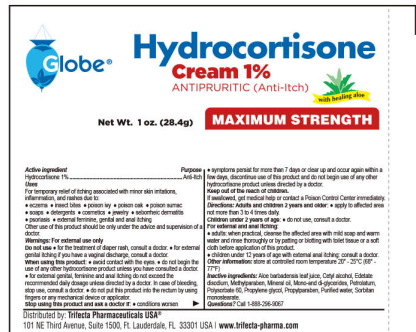 Globe®
Hydrocortisone
Cream 1%
ANTIPRURITIC (Anti-Itch)
with healing aloe
Net Wt. 1 oz. (28.4g)
MAXIMUM STRENGTH
Active ingredient Purpose
Hydrocortisone 1% Anti-Itch
Uses
For temporary relief of itching associated with minor skin irritations,
inflammation, and rashes due to:
• eczema • insect bites • poison ivy • poison oak • poison sumac
• soaps • detergents • cosmetics • jewelry • seborrheic dermatitis
• psoriasis • external feminine, genital and anal itching
Other use of this product should be only under the advice and supervision of a
doctor.
Warnings: For external use only
Do not use • for the treatment of diaper rash, consult a doctor. • for external
genital itching if you have a vaginal discharge, consult a doctor.
When using this product: • avoid contact with the eyes. • do not begin the
use of any other hydrocortisone product unless you have consulted a doctor.
• for external genital, feminine and anal itching do not exceed the
recommended daily dosage unless directed by a doctor. In case of bleeding,
stop use, consult a doctor. • do not put this product into the rectum by using
fingers or any mechanical device or applicator.
Stop using this product and ask a doctor if: • conditions worsen
• symptoms persist for more than 7 days or clear up and occur again within a
few days, discontinue use of this product and do not begin use of any other
hydrocortisone product unless directed by a doctor.
Keep out of the reach of children.
If swallowed, get medical help or contact a Poison Control Center immediately.
Directions: Adults and children 2 years and older: • apply to affected area
not more than 3 to 4 times daily.
Children under 2 years of age: • do not use, consult a doctor.
For external anal itching:
• adults: when practical, cleanse the affected area with mild soap and warm
water and rinse thoroughly or by patting or blotting with toilet tissue or a soft
cloth before application of this product.
• children under 12 years of age with external anal itching: consult a doctor.
Other information: store at controlled room temperature 20° - 25°C (68° -
77°F)
Inactive ingredients: Aloe barbadensis leaf juice, Cetyl alcohol, Edetate
disodium, Methylparaben, Mineral oil, Mono-and di-glycerides, Petrolatum,
Polysorbate 60, Propylene glycol, Propylparaben, Purified water, Sorbitan
monostearate.
Questions? Call 1-888-296-9067
Distributed by: Trifecta Pharmaceuticals USA®
101 NE Third Avenue, Suite 1500, Ft. Lauderdale, FL 33301 USA | www.trifecta-pharma.com